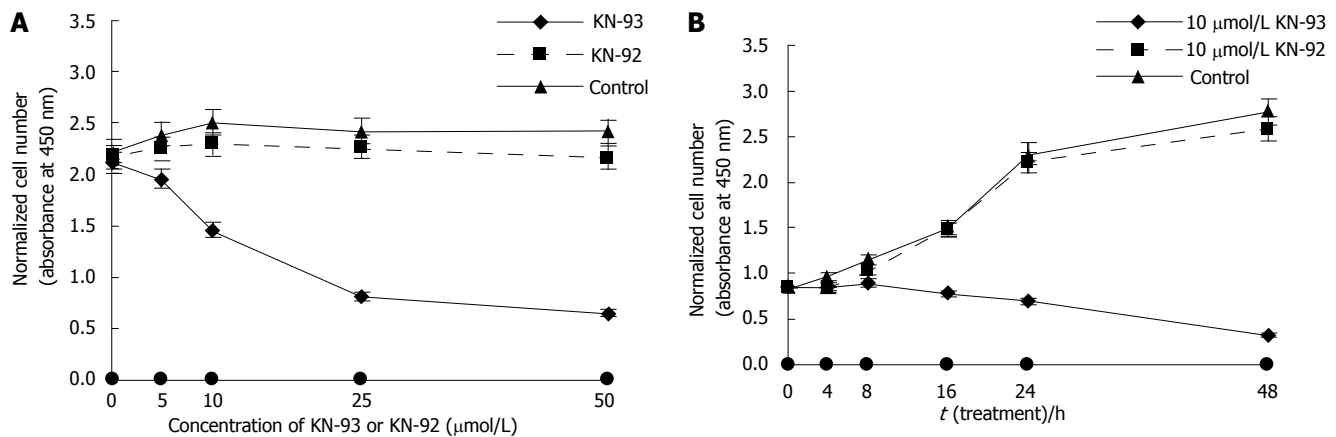 A
3.5
3.0
2.5
2.0
1.5
1.0
0.5
0.0
Normalized cell number
(absorbance at 450 nm)
KN-93
KN-92
Control
0 5 10 25 50
Concentration of KN-93 or KN-92 (μmol/L)
B
3.5
3.0
2.5
2.0
1.5
1.0
0.5
0.0
Normalized cell number
(absorbance at 450 nm)
10 μmol/L KN-93
10 μmol/L KN-92
Control
0 4 8 16 24 48
t (treatment)/h